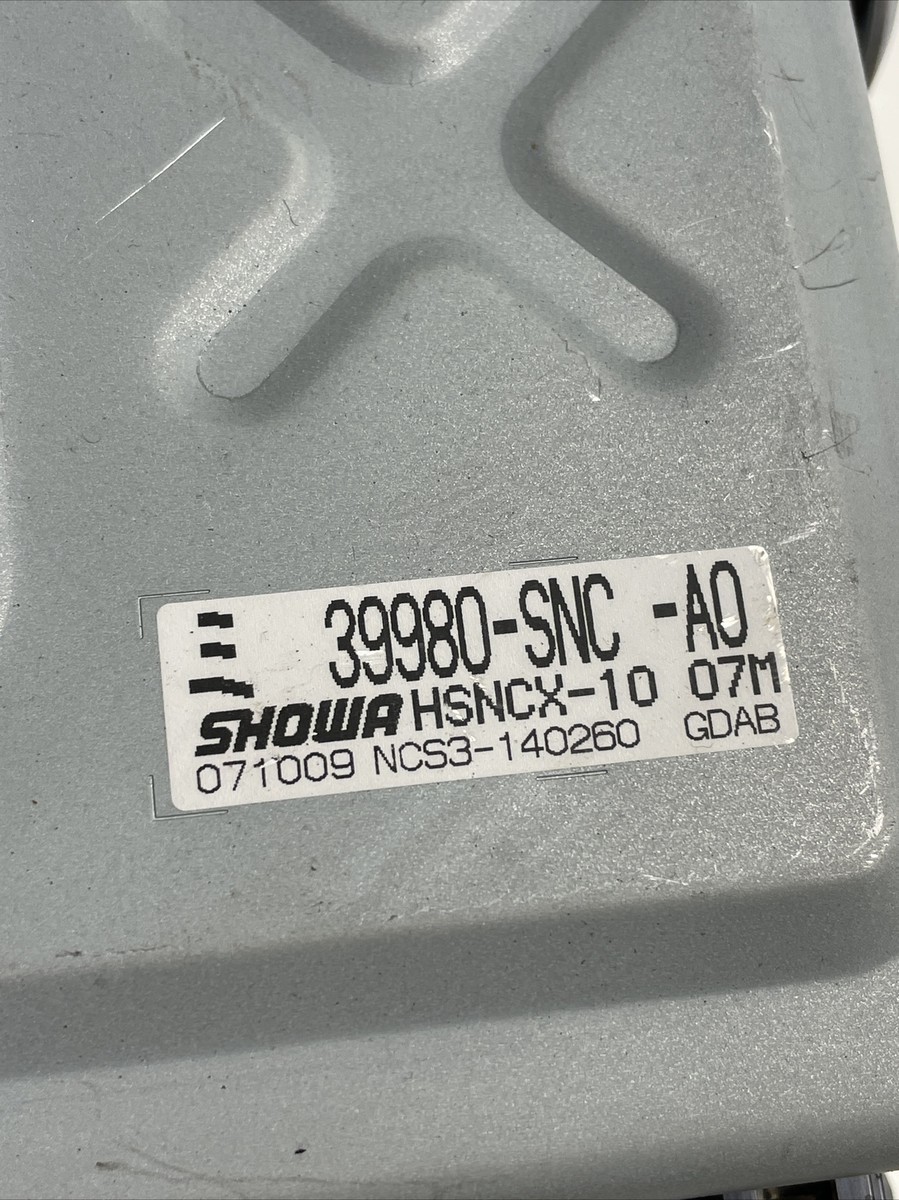 39980-SNC -A0
SHOWA HSNCX-10 07M
071009 NCS3-140260 GDAB